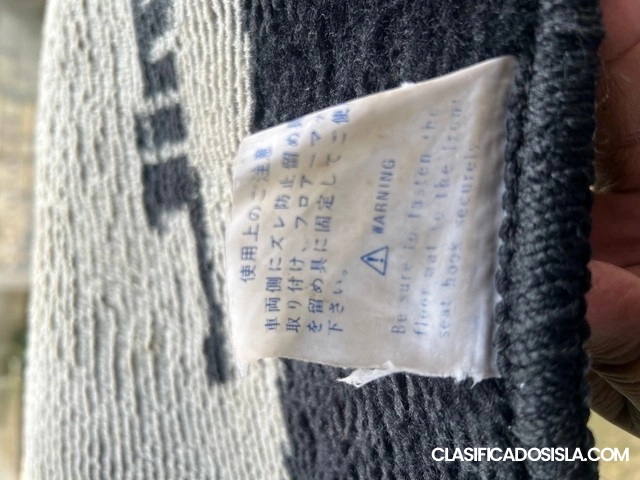 使用上のご注意
車両側にズレ防止留め具
取り付け、フロアーマッ
を留め具に固定してご使
下さい。
WARNING
Be sure to fasten the
floor mat to the front
seat hook securely.
CLASIFICADOSISLA.COM